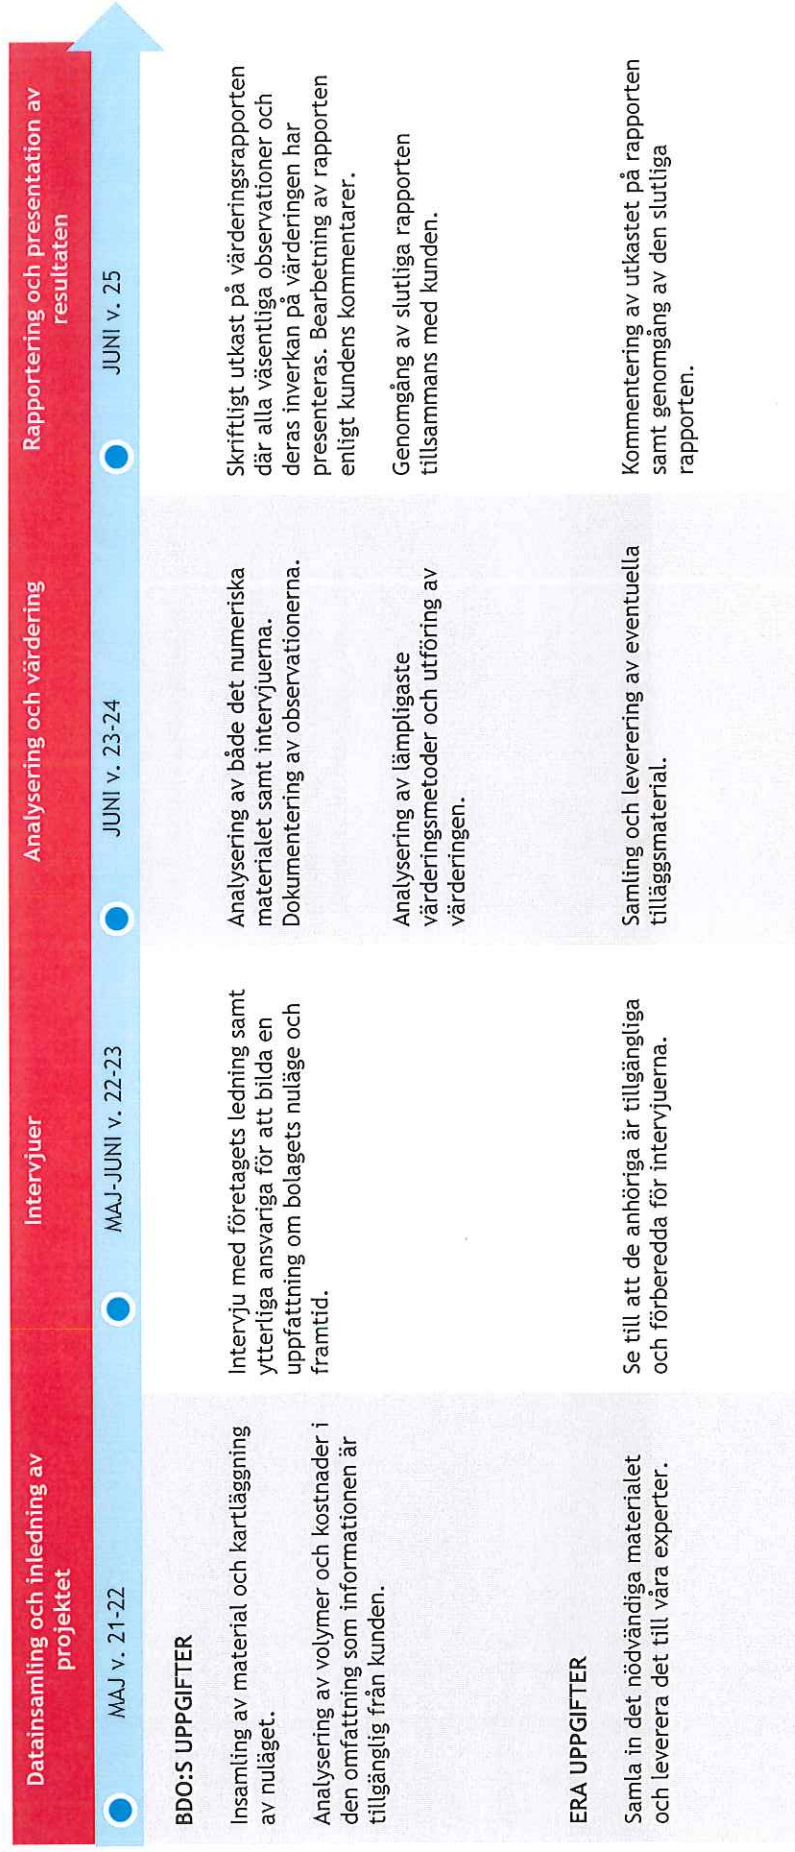 Datainsamling och inledning av
projektet
Intervjuer
Analysering och värdering
Rapportering och presentation av
resultaten
MAJ v. 21-22
MAJ-JUNI v. 22-23
JUNI v. 23-24
JUNI v. 25
BDO:S UPPGIFTER
Insamling av material och kartläggning
av nuläget.
Analysering av volymer och kostnader i
den omfattning som informationen är
tillgänglig från kunden.
Intervju med företagets ledning samt
ytterliga ansvariga för att bilda en
uppfattning om bolagets nuläge och
framtid.
Analysering av både det numeriska
materialet samt intervjuerna.
Dokumentering av observationerna.
Analysering av lämpligaste
värderingsmetoder och utföring av
värderingen.
Skriftligt utkast på värderingsrapporten
där alla väsentliga observationer och
deras inverkan på värderingen har
presenteras. Bearbetning av rapporten
enligt kundens kommentarer.
Genomgång av slutliga rapporten
tillsammans med kunden.
ERA UPPGIFTER
Samla in det nödvändiga materialet
och leverera det till våra experter.
Se till att de anhöriga är tillgängliga
och förberedda för intervjuerna.
Samling och leverering av eventuella
tilläggsmaterial.
Kommentering av utkastet på rapporten
samt genomgång av den slutliga
rapporten.